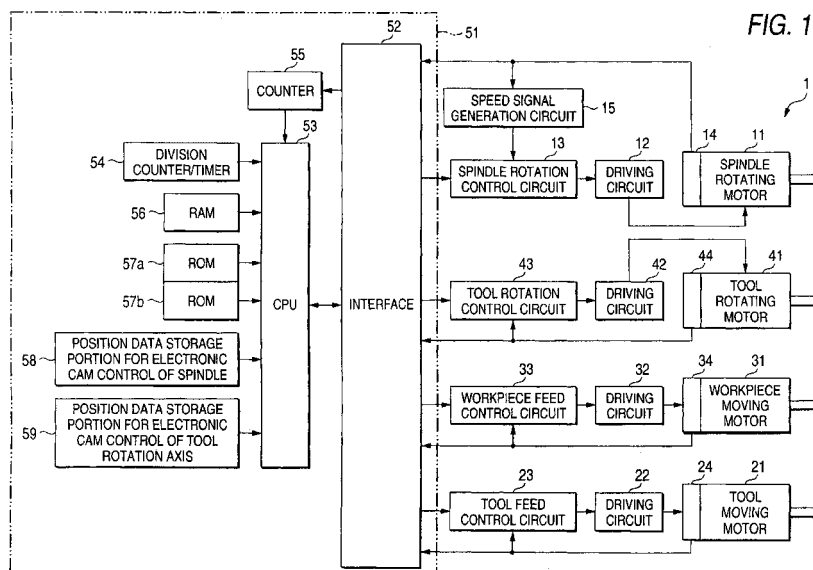 FIG. 1
51
52
55
COUNTER
53
54
DIVISION
COUNTER/TIMER
56
RAM
57a
ROM
57b
ROM
CPU
INTERFACE
58
POSITION DATA STORAGE
PORTION FOR ELECTRONIC
CAM CONTROL OF SPINDLE
59
POSITION DATA STORAGE
PORTION FOR ELECTRONIC
CAM CONTROL OF TOOL
ROTATION AXIS
1
SPEED SIGNAL
GENERATION CIRCUIT
15
13
SPINDLE ROTATION
CONTROL CIRCUIT
12
DRIVING
CIRCUIT
14
11
SPINDLE
ROTATING
MOTOR
43
TOOL ROTATION
CONTROL CIRCUIT
42
DRIVING
CIRCUIT
44
41
TOOL
ROTATING
MOTOR
33
WORKPIECE FEED
CONTROL CIRCUIT
32
DRIVING
CIRCUIT
34
31
WORKPIECE
MOVING
MOTOR
23
TOOL FEED
CONTROL CIRCUIT
22
DRIVING
CIRCUIT
24
21
TOOL
MOVING
MOTOR